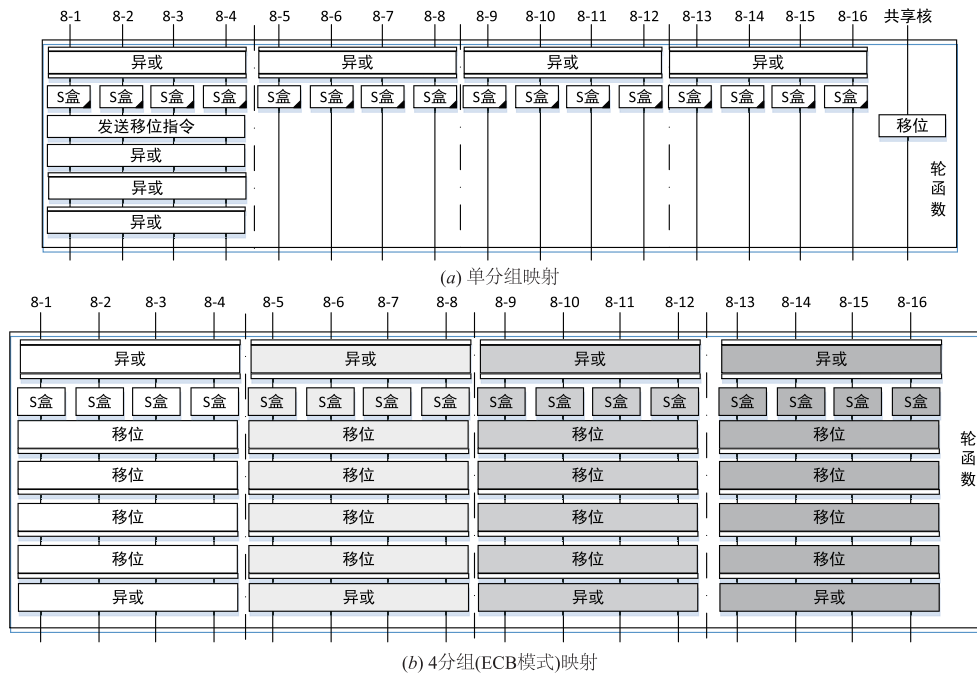 8-1 8-2 8-3 8-4 8-5 8-6 8-7 8-8 8-9 8-10 8-11 8-12 8-13 8-14 8-15 8-16 共享核
异或 异或 异或 异或
S盒 S盒 S盒 S盒 S盒 S盒 S盒 S盒 S盒 S盒 S盒 S盒 S盒 S盒 S盒 S盒
发送移位指令 移位
异或
异或
异或
轮函数
(a) 单分组映射
8-1 8-2 8-3 8-4 8-5 8-6 8-7 8-8 8-9 8-10 8-11 8-12 8-13 8-14 8-15 8-16
异或 异或 异或 异或
S盒 S盒 S盒 S盒 S盒 S盒 S盒 S盒 S盒 S盒 S盒 S盒 S盒 S盒 S盒 S盒
移位 移位 移位 移位
移位 移位 移位 移位
移位 移位 移位 移位
移位 移位 移位 移位
异或 异或 异或 异或
轮函数
(b) 4分组(ECB模式)映射